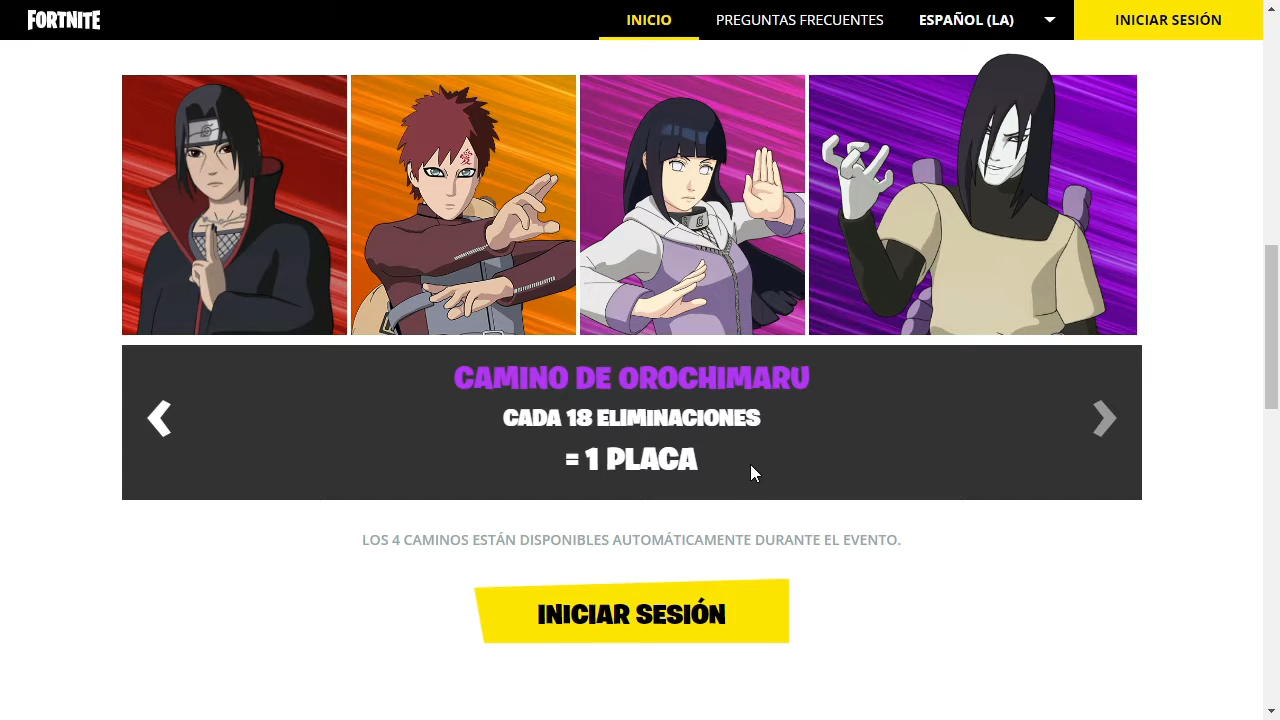 FORTNITE
INICIO
PREGUNTAS FRECUENTES
ESPAÑOL (LA)
INICIAR SESIÓN
愛
CAMINO DE OROCHIMARU
CADA 18 ELIMINACIONES
= 1 PLACA
LOS 4 CAMINOS ESTÁN DISPONIBLES AUTOMÁTICAMENTE DURANTE EL EVENTO.
INICIAR SESIÓN